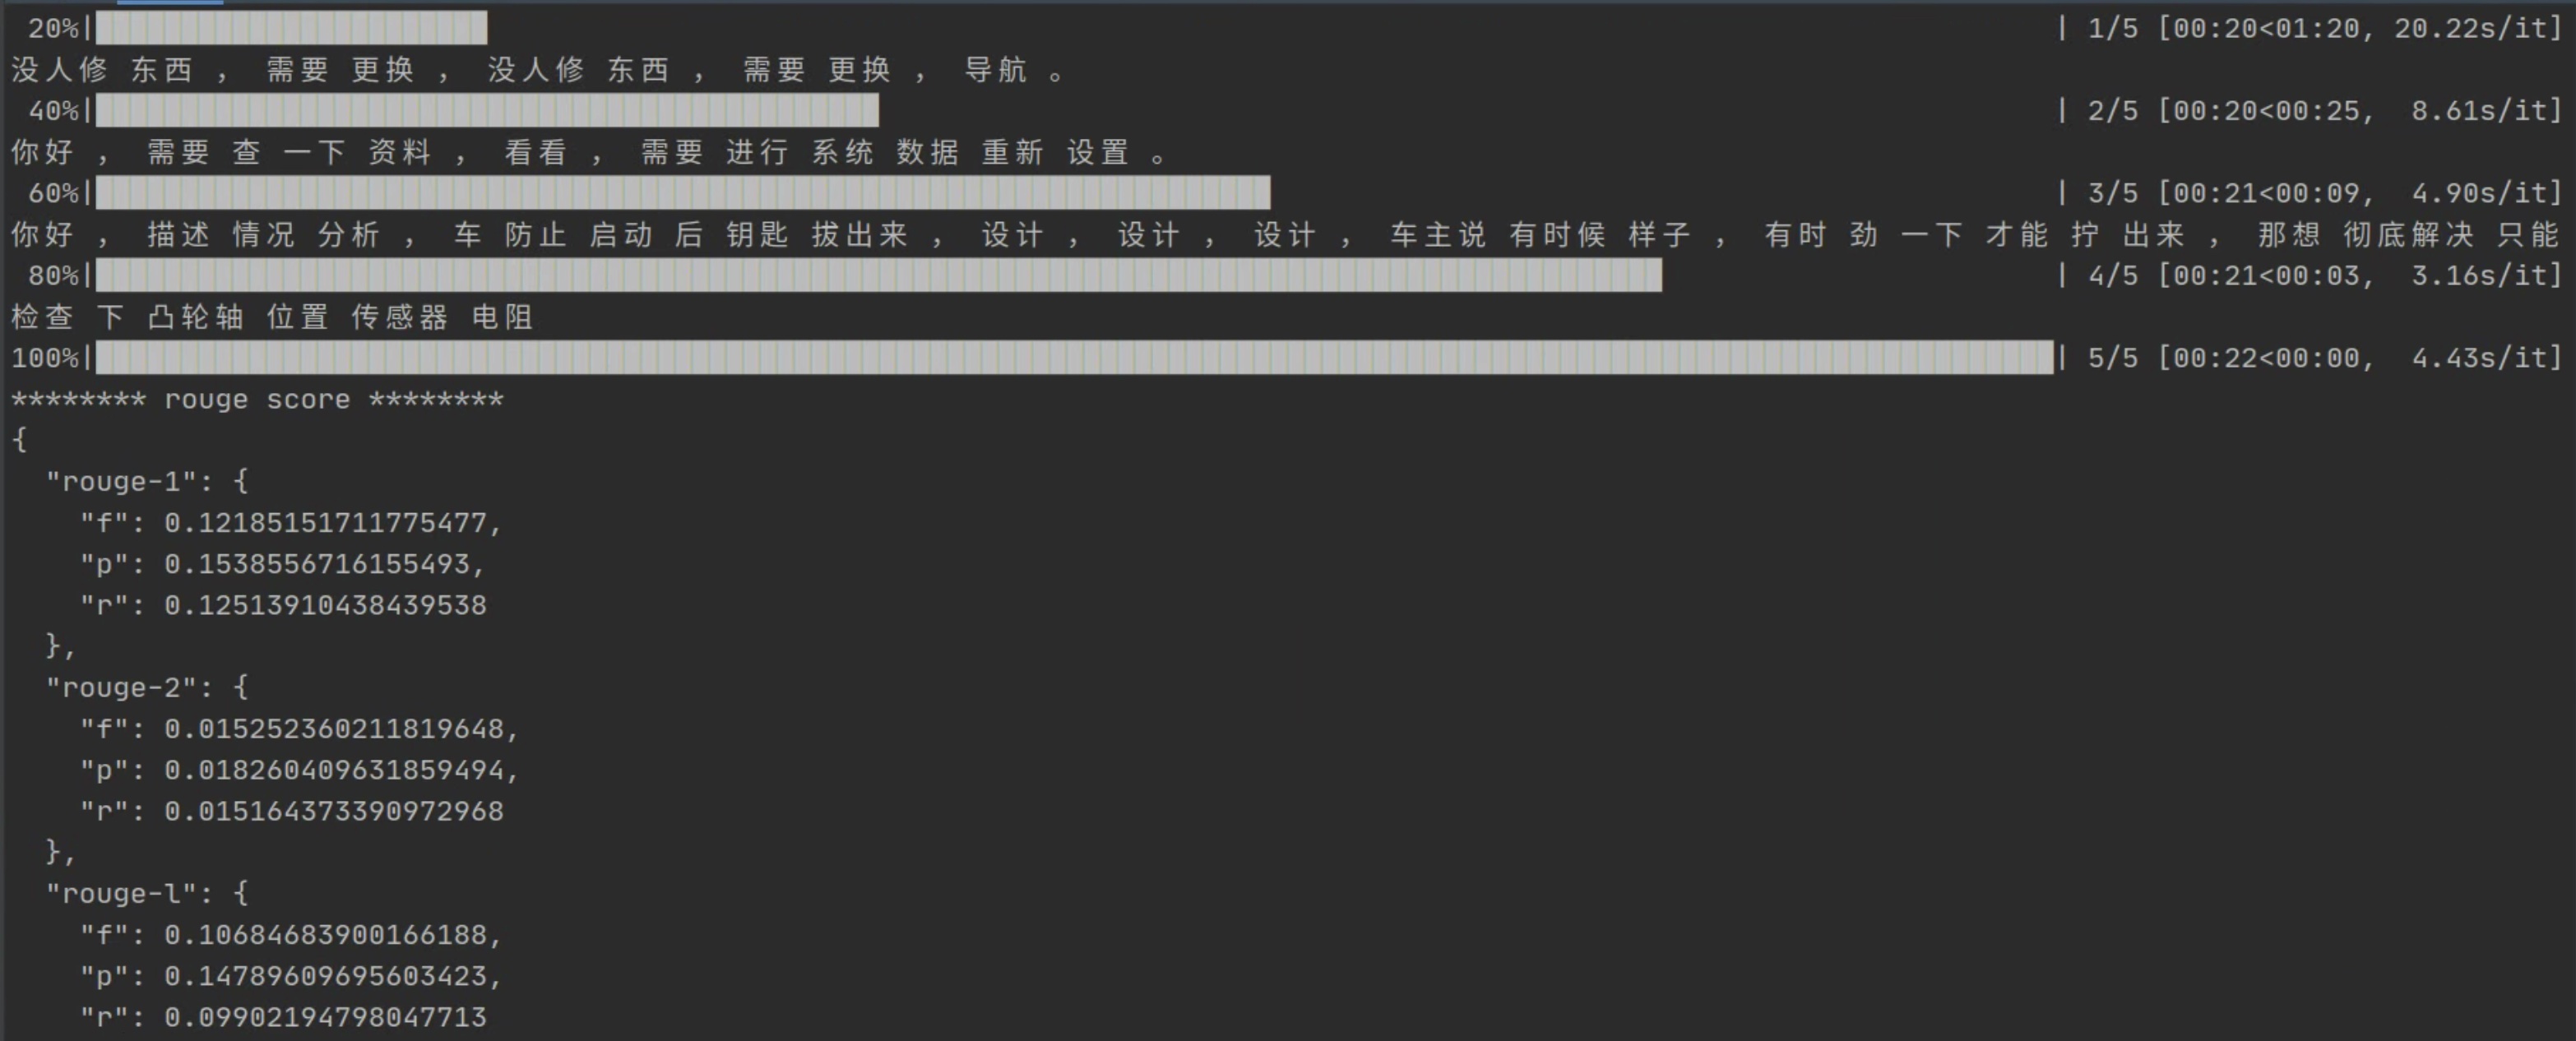 20%| | 1/5 [00:20<01:20, 20.22s/it]
没人修 东西 ， 需要 更换 ， 没人修 东西 ， 需要 更换 ， 导航 。
40%| | 2/5 [00:20<00:25,  8.61s/it]
你好 ， 需要 查 一下 资料 ， 看看 ， 需要 进行 系统 数据 重新 设置 。
60%| | 3/5 [00:21<00:09,  4.90s/it]
你好 ， 描述 情况 分析 ， 车 防止 启动 后 钥匙 拔出来 ， 设计 ， 设计 ， 设计 ， 车主说 有时候 样子 ， 有时 劲 一下 才能 拧 出来 ， 那想 彻底解决 只能
80%| | 4/5 [00:21<00:03,  3.16s/it]
检查 下 凸轮轴 位置 传感器 电阻
100%| | 5/5 [00:22<00:00,  4.43s/it]
******** rouge score ********
{
  "rouge-1": {
    "f": 0.12185151711775477,
    "p": 0.1538556716155493,
    "r": 0.12513910438439538
  },
  "rouge-2": {
    "f": 0.015252360211819648,
    "p": 0.018260409631859494,
    "r": 0.015164373390972968
  },
  "rouge-l": {
    "f": 0.10684683900166188,
    "p": 0.14789609695603423,
    "r": 0.09902194798047713